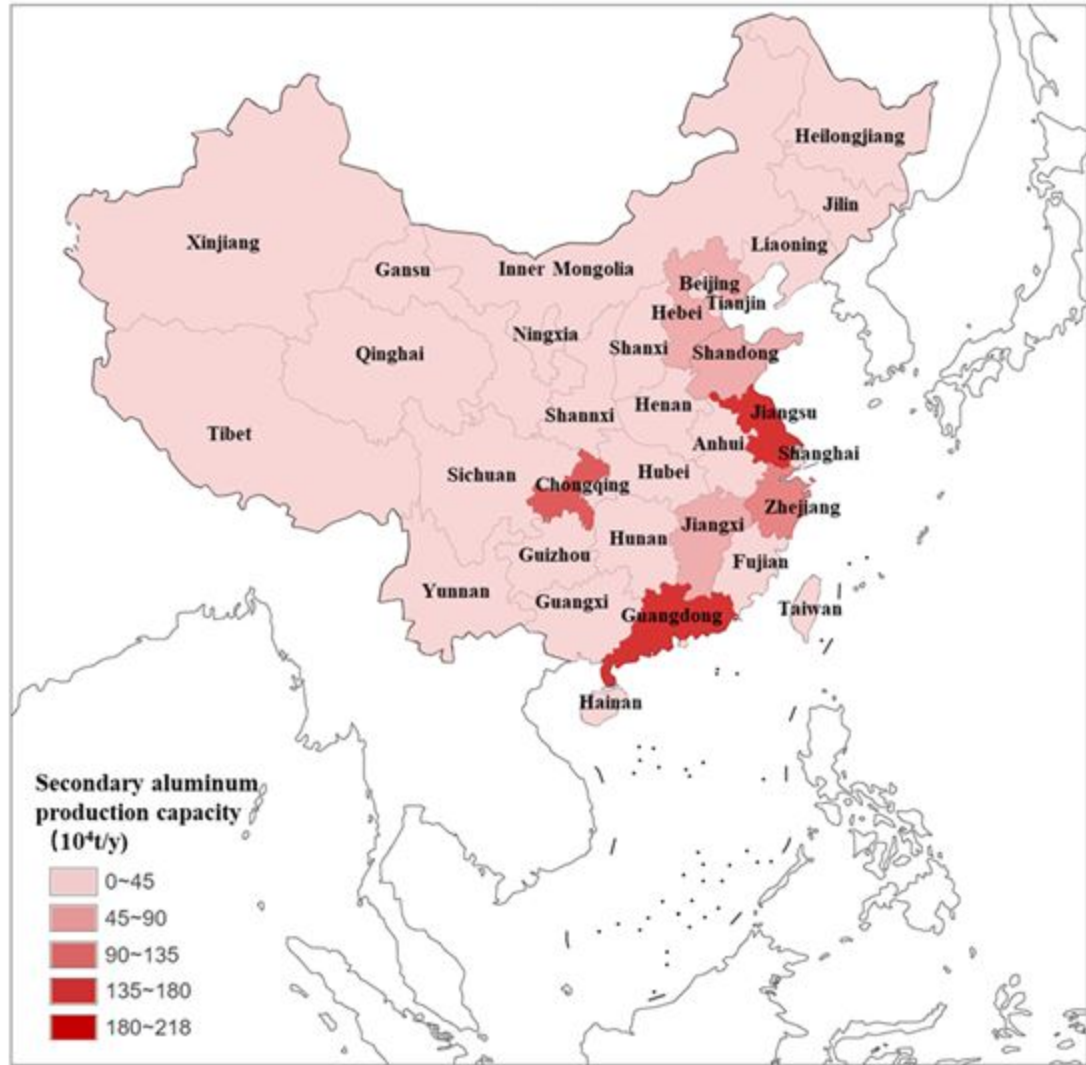 Heilongjiang
Jilin
Liaoning
Xinjiang
Gansu
Inner Mongolia
Beijing
Tianjin
Hebei
Ningxia
Shanxi
Shandong
Qinghai
Henan
Jiangsu
Shannxi
Tibet
Anhui
Shanghai
Sichuan
Hubei
Chongqing
Zhejiang
Jiangxi
Hunan
Guizhou
Fujian
Yunnan
Guangxi
Guangdong
Taiwan
Hainan
Secondary aluminum
production capacity
(10⁴t/y)
0~45
45~90
90~135
135~180
180~218